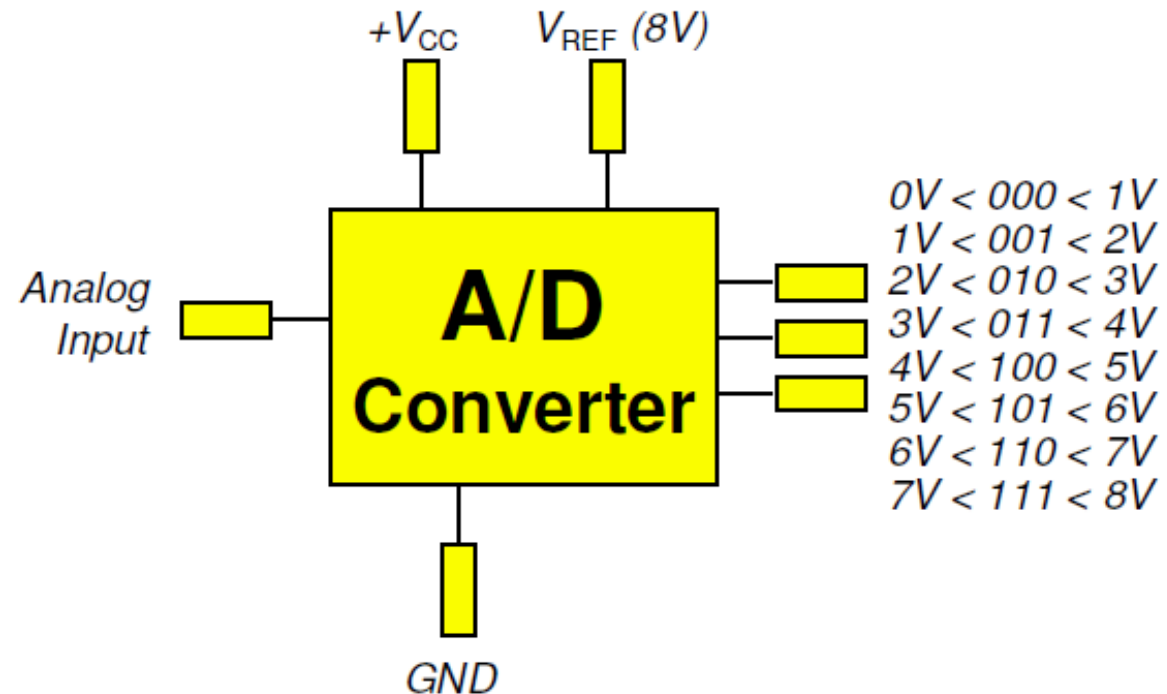 +VCC
VREF (8V)
Analog
Input
A/D
Converter
0V < 000 < 1V
1V < 001 < 2V
2V < 010 < 3V
3V < 011 < 4V
4V < 100 < 5V
5V < 101 < 6V
6V < 110 < 7V
7V < 111 < 8V
GND